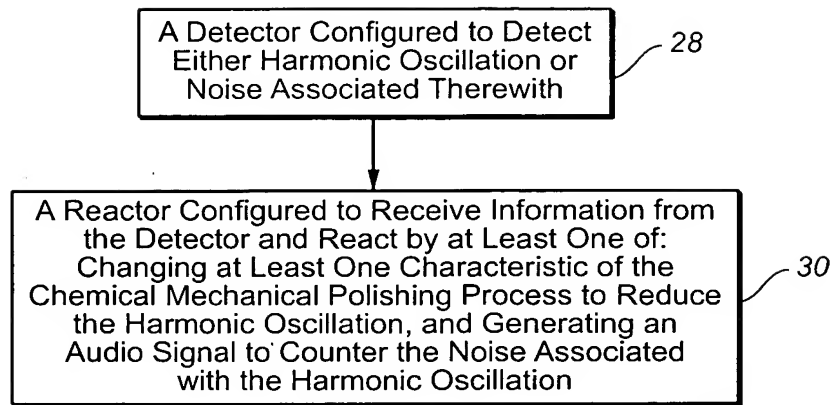 A Detector Configured to Detect
Either Harmonic Oscillation or
Noise Associated Therewith
28
A Reactor Configured to Receive Information from
the Detector and React by at Least One of:
Changing at Least One Characteristic of the
Chemical Mechanical Polishing Process to Reduce
the Harmonic Oscillation, and Generating an
Audio Signal to Counter the Noise Associated
with the Harmonic Oscillation
30